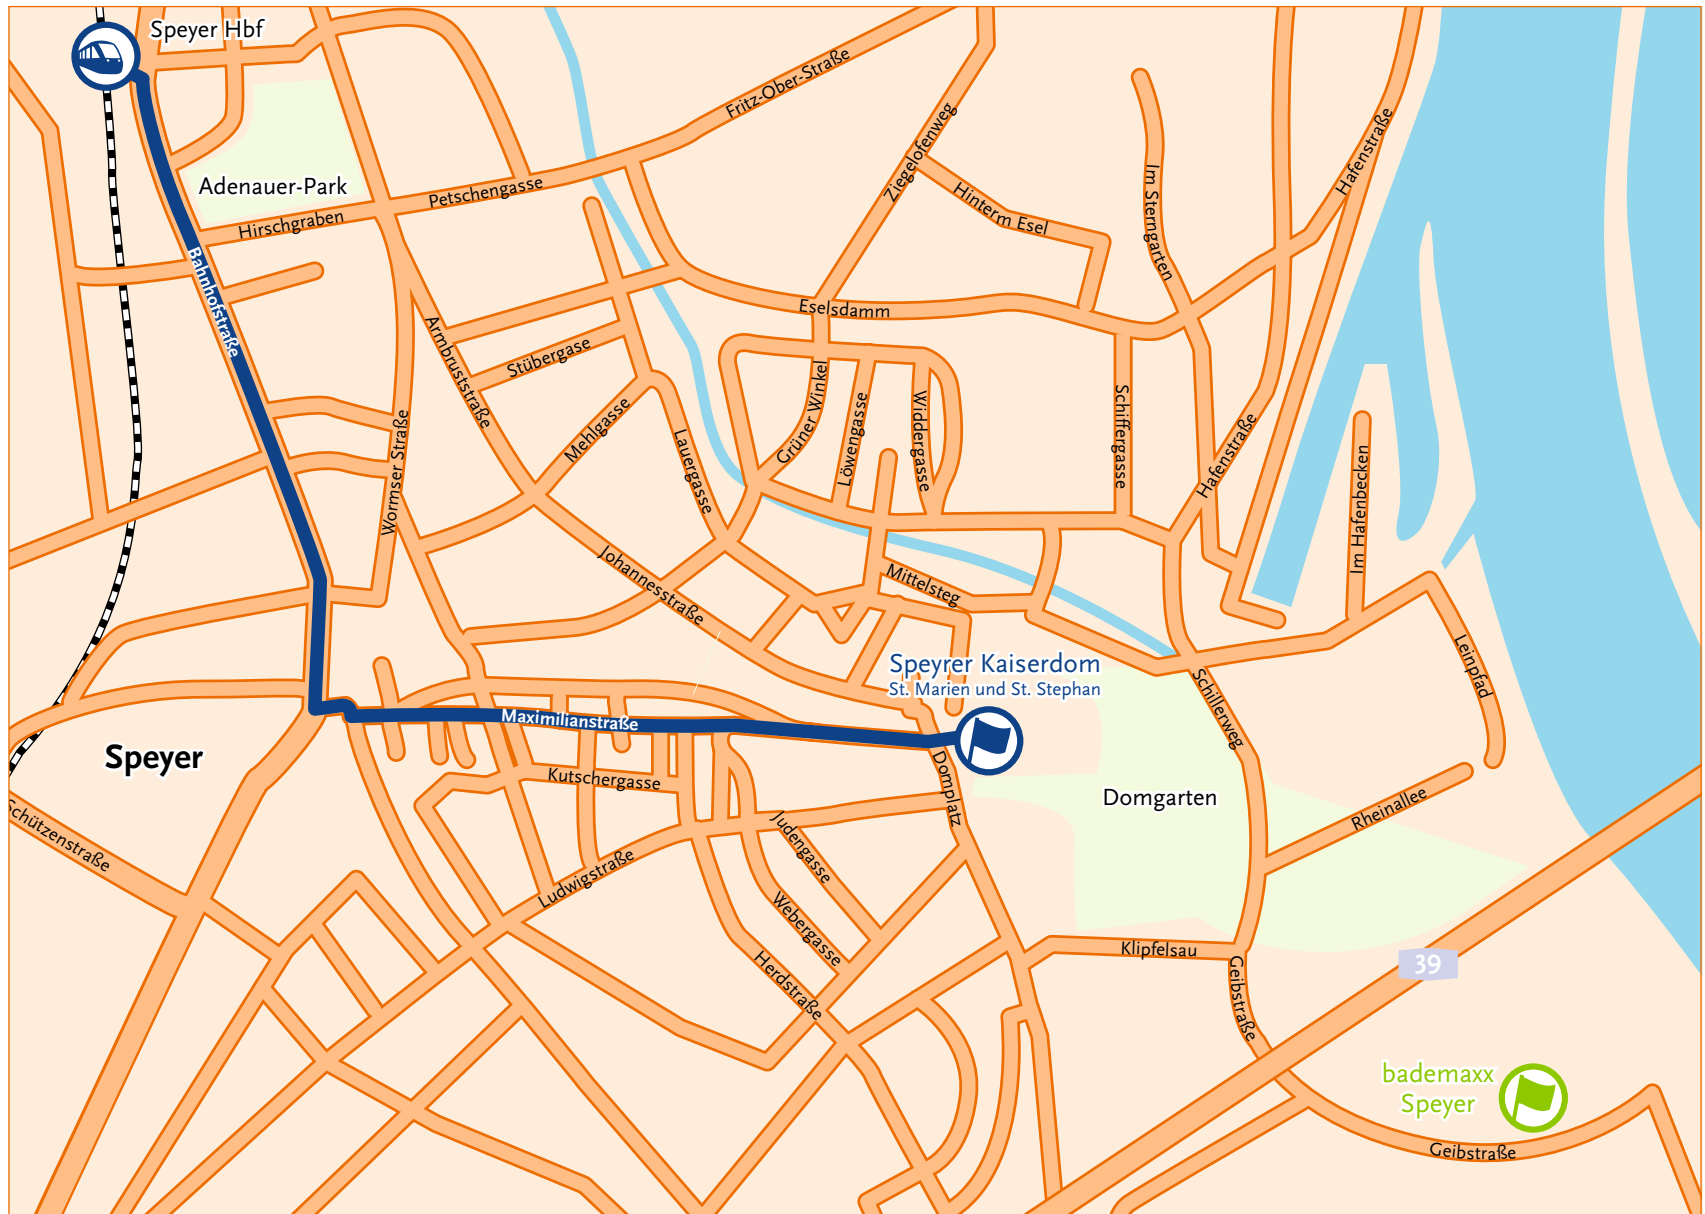 Speyer Hbf
Fritz-Ober-Straße
Ziegelofenweg
Hafenstraße
Adenauer-Park
Petschengasse
Hirschgraben
Hinterm Esel
Im Sterngarten
Bahnhofstraße
Eselsdamm
Armbruststraße
Stübergase
Grüner Winkel
Löwengasse
Widdergasse
Schiffergasse
Hafenstraße
Mehlgasse
Lauergasse
Wormser Straße
Im Hafenbecken
Johannesstraße
Mittelsteg
Speyrer Kaiserdom
St. Marien und St. Stephan
Schillerweg
Leinpfad
Maximilianstraße
Speyer
Kutschergasse
Domplatz
Domgarten
Rheinallee
Schützenstraße
Judengasse
Ludwigstraße
Webergasse
Herdstraße
Klipfelsau
39
Geibstraße
bademaxx
Speyer
Geibstraße